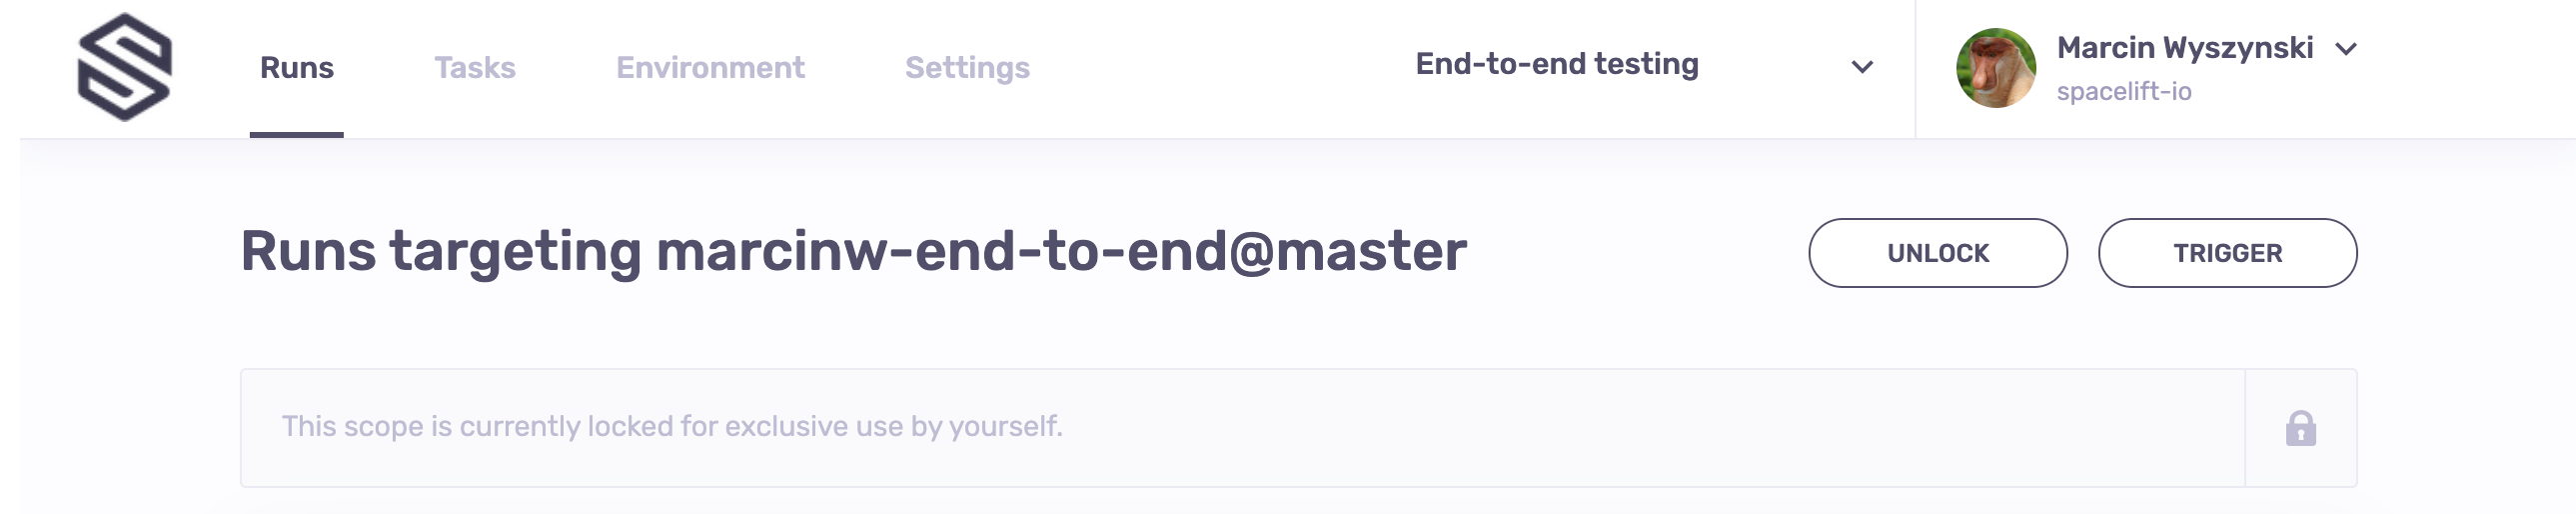 Runs Tasks Environment Settings End-to-end testing Marcin Wyszynski
spacelift-io
Runs targeting marcinw-end-to-end@master UNLOCK TRIGGER
This scope is currently locked for exclusive use by yourself.